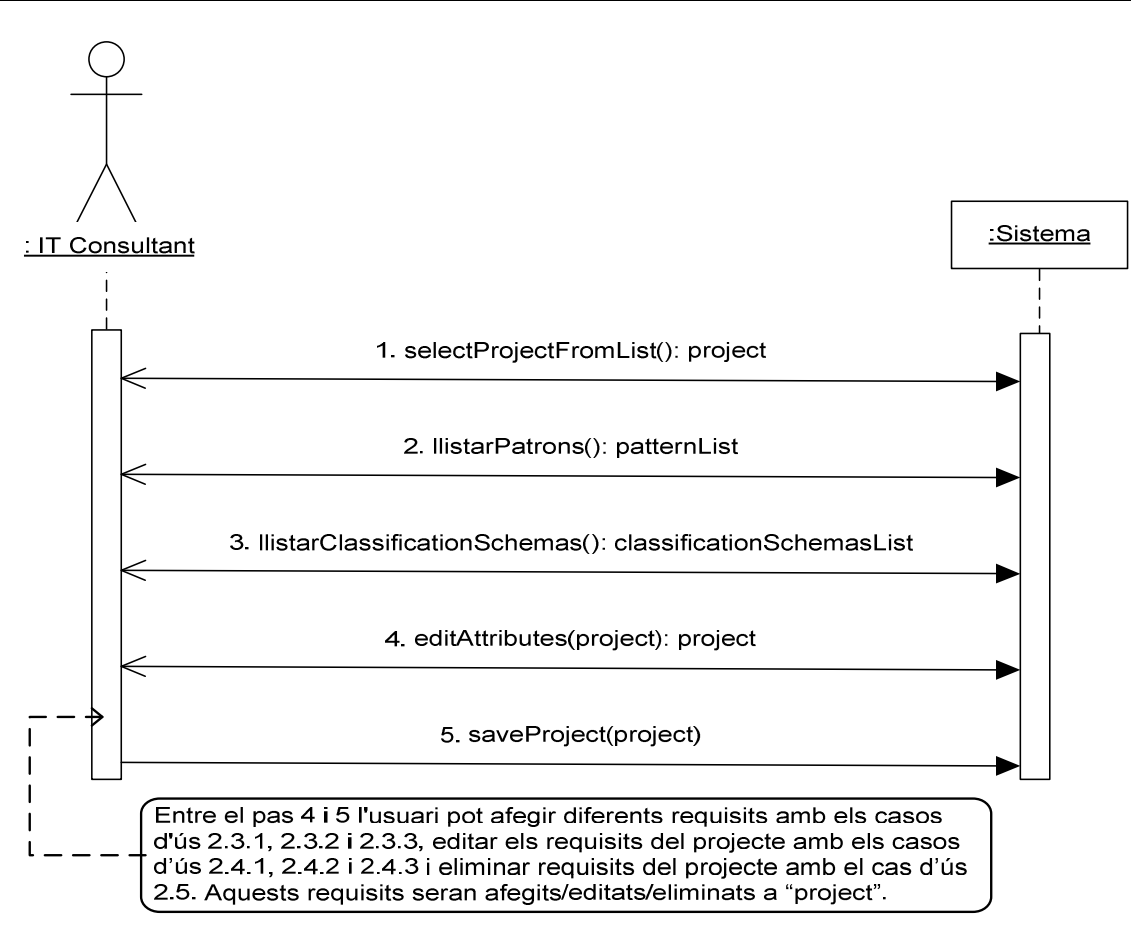 : IT Consultant
:Sistema
1. selectProjectFromList(): project
2. llistarPatrons(): patternList
3. llistarClassificationSchemas(): classificationSchemasList
4. editAttributes(project): project
5. saveProject(project)
Entre el pas 4 i 5 l'usuari pot afegir diferents requisits amb els casos
d'ús 2.3.1, 2.3.2 i 2.3.3, editar els requisits del projecte amb els casos
d’ús 2.4.1, 2.4.2 i 2.4.3 i eliminar requisits del projecte amb el cas d’ús
2.5. Aquests requisits seran afegits/editats/eliminats a “project”.